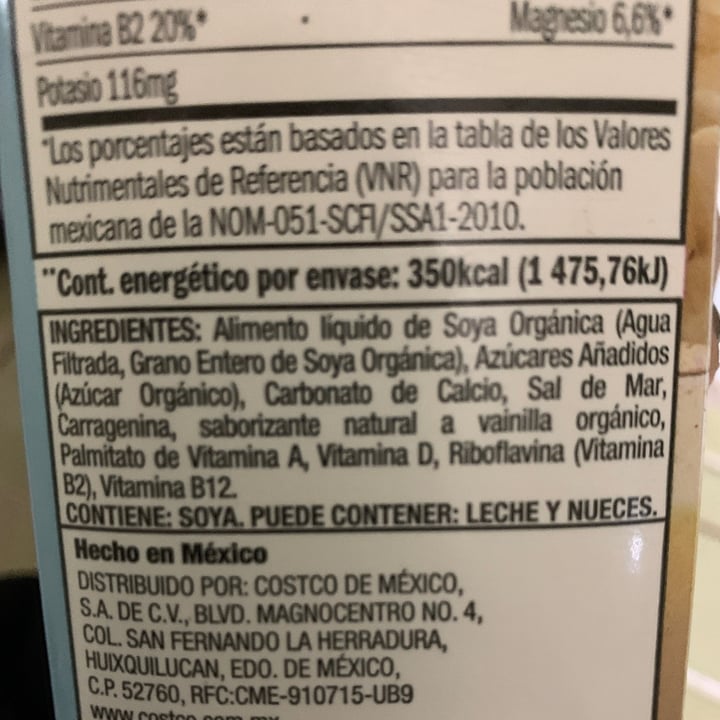 Vitamina B2 20%*
Magnesio 6,6%*
Potasio 116mg
*Los porcentajes están basados en la tabla de los Valores
Nutrimentales de Referencia (VNR) para la población
mexicana de la NOM-051-SCFI/SSA1-2010.
**Cont. energético por envase: 350kcal (1 475,76kJ)
INGREDIENTES: Alimento líquido de Soya Orgánica (Agua
Filtrada, Grano Entero de Soya Orgánica), Azúcares Añadidos
(Azúcar Orgánico), Carbonato de Calcio, Sal de Mar,
Carragenina, saborizante natural a vainilla orgánico,
Palmitato de Vitamina A, Vitamina D, Riboflavina (Vitamina
B2), Vitamina B12.
CONTIENE: SOYA. PUEDE CONTENER: LECHE Y NUECES.
Hecho en México
DISTRIBUIDO POR: COSTCO DE MÉXICO,
S.A. DE C.V., BLVD. MAGNOCENTRO NO. 4,
COL. SAN FERNANDO LA HERRADURA,
HUIXQUILUCAN, EDO. DE MÉXICO,
C.P. 52760, RFC:CME-910715-UB9
www.costco.com.mx